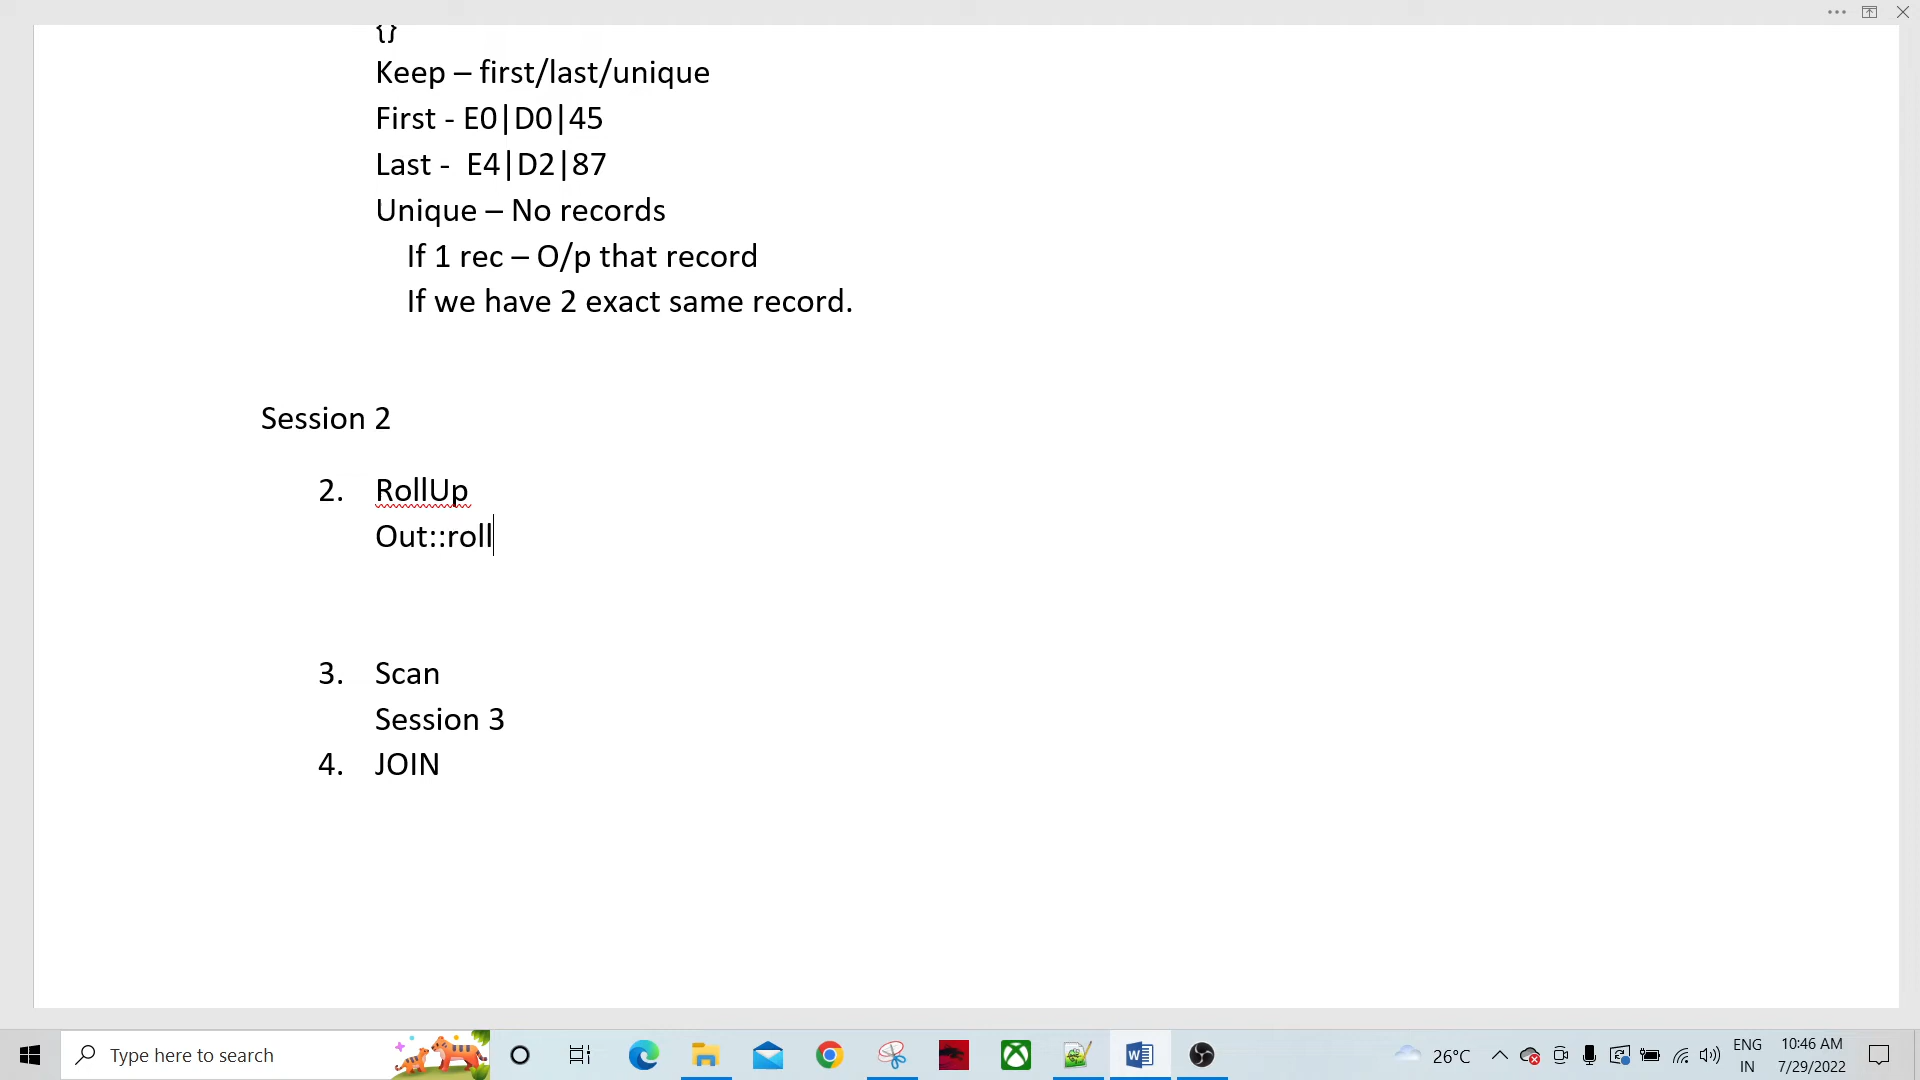 {}
Keep – first/last/unique
First - E0|D0|45
Last -  E4|D2|87
Unique – No records
If 1 rec – O/p that record
If we have 2 exact same record.
Session 2
2. RollUp
Out::roll
3. Scan
Session 3
4. JOIN
Type here to search
26°C
ENG
IN
10:46 AM
7/29/2022